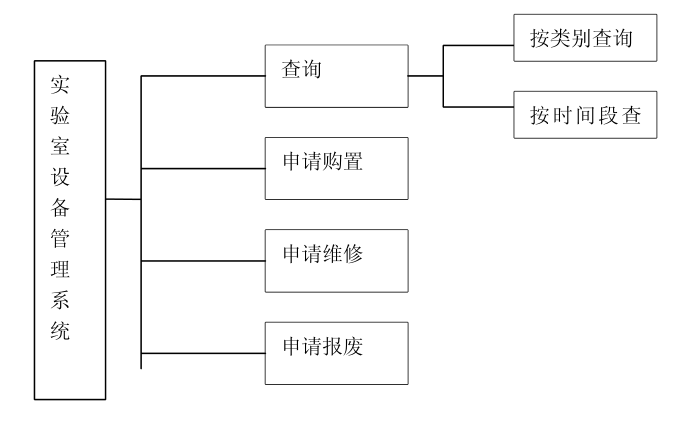 实验室设备管理系统
查询
申请购置
申请维修
申请报废
按类别查询
按时间段查